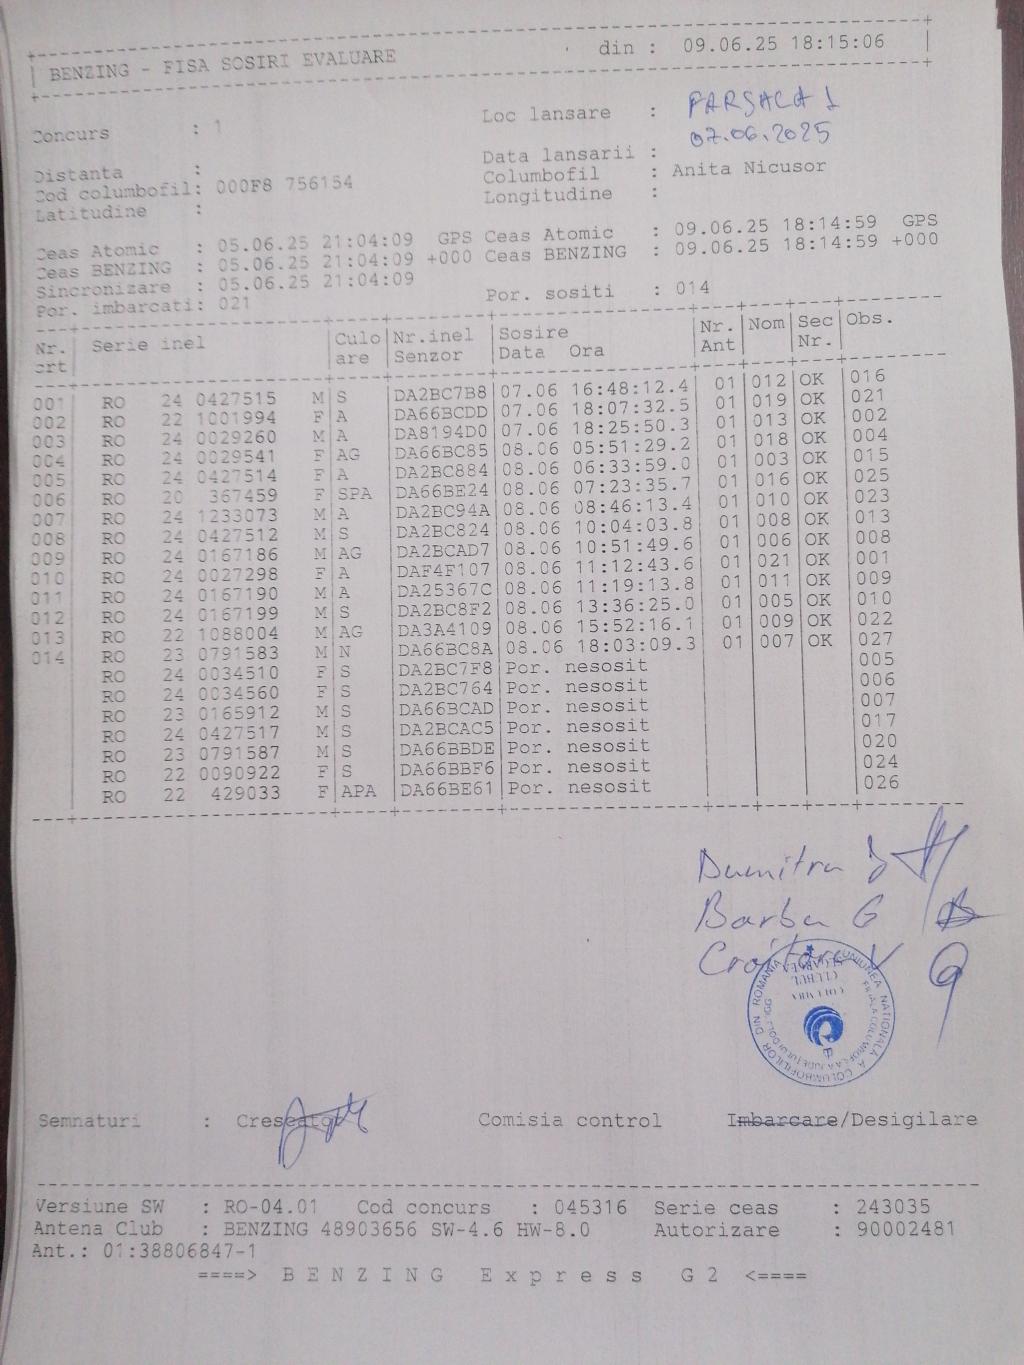 BENZING - FISA SOSIRI EVALUARE din : 09.06.25 18:15:06
Concurs : 1 Loc lansare : FARSALA 1
Data lansarii : 07.06.2025
Distanta : Columbofil : Anita Nicusor
Cod columbofil: 000F8 756154 Longitudine :
Latitudine :
Ceas Atomic : 05.06.25 21:04:09 GPS Ceas Atomic : 09.06.25 18:14:59 GPS
Ceas BENZING : 05.06.25 21:04:09 +000 Ceas BENZING : 09.06.25 18:14:59 +000
Sincronizare : 05.06.25 21:04:09
Por. imbarcati: 021 Por. sositi : 014
Nr. Serie inel Culo Nr.inel Sosire Nr. Nom Sec Obs.
crt are Senzor Data Ora Ant Nr.
001 RO 24 0427515 M S DA2BC7B8 07.06 16:48:12.4 01 012 OK 016
002 RO 22 1001994 F A DA66BCDD 07.06 18:07:32.5 01 019 OK 021
003 RO 24 0029260 M A DA8194D0 07.06 18:25:50.3 01 013 OK 002
004 RO 24 0029541 F AG DA66BC85 08.06 05:51:29.2 01 018 OK 004
005 RO 24 0427514 F A DA2BC884 08.06 06:33:59.0 01 003 OK 015
006 RO 20 367459 F SPA DA66BE24 08.06 07:23:35.7 01 016 OK 025
007 RO 24 1233073 M A DA2BC94A 08.06 08:46:13.4 01 010 OK 023
008 RO 24 0427512 M S DA2BC824 08.06 10:04:03.8 01 008 OK 013
009 RO 24 0167186 M AG DA2BCAD7 08.06 10:51:49.6 01 006 OK 008
010 RO 24 0027298 F A DAF4F107 08.06 11:12:43.6 01 021 OK 001
011 RO 24 0167190 M A DA25367C 08.06 11:19:13.8 01 011 OK 009
012 RO 24 0167199 M S DA2BC8F2 08.06 13:36:25.0 01 005 OK 010
013 RO 22 1088004 M AG DA3A4109 08.06 15:52:16.1 01 009 OK 022
014 RO 23 0791583 M N DA66BC8A 08.06 18:03:09.3 01 007 OK 027
RO 24 0034510 F S DA2BC7F8 Por. nesosit 005
RO 24 0034560 F S DA2BC764 Por. nesosit 006
RO 23 0165912 M S DA66BCAD Por. nesosit 007
RO 24 0427517 M S DA2BCAC5 Por. nesosit 017
RO 23 0791587 M S DA66BBDE Por. nesosit 020
RO 22 0090922 F S DA66BBF6 Por. nesosit 024
RO 22 429033 F APA DA66BE61 Por. nesosit 026
Dumitru
Barbu G
Croitoru V
UNIUNEA NATIONALA A COLUMBOFILILOR DIN ROMANIA
CLUBUL
Semnaturi : Crescator Comisia control Imbarcare/Desigilare
Versiune SW : RO-04.01 Cod concurs : 045316 Serie ceas : 243035
Antena Club : BENZING 48903656 SW-4.6 HW-8.0 Autorizare : 90002481
Ant.: 01:38806847-1
====> BENZING Express G2 <====